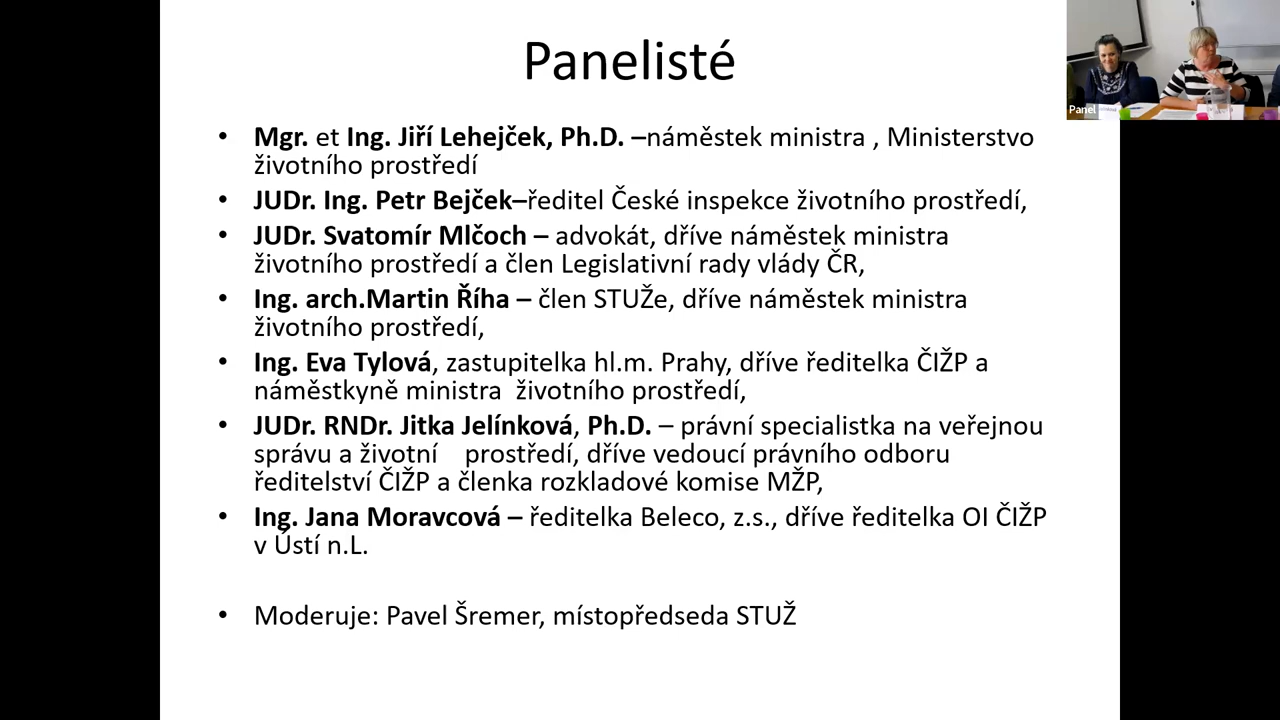 Panelisté
• Mgr. et Ing. Jiří Lehejček, Ph.D. –náměstek ministra , Ministerstvo
životního prostředí
• JUDr. Ing. Petr Bejček–ředitel České inspekce životního prostředí,
• JUDr. Svatomír Mlčoch – advokát, dříve náměstek ministra
životního prostředí a člen Legislativní rady vlády ČR,
• Ing. arch.Martin Říha – člen STUŽe, dříve náměstek ministra
životního prostředí,
• Ing. Eva Tylová, zastupitelka hl.m. Prahy, dříve ředitelka ČIŽP a
náměstkyně ministra  životního prostředí,
• JUDr. RNDr. Jitka Jelínková, Ph.D. – právní specialistka na veřejnou
správu a životní    prostředí, dříve vedoucí právního odboru
ředitelství ČIŽP a členka rozkladové komise MŽP,
• Ing. Jana Moravcová – ředitelka Beleco, z.s., dříve ředitelka OI ČIŽP
v Ústí n.L.
• Moderuje: Pavel Šremer, místopředseda STUŽ
Panel